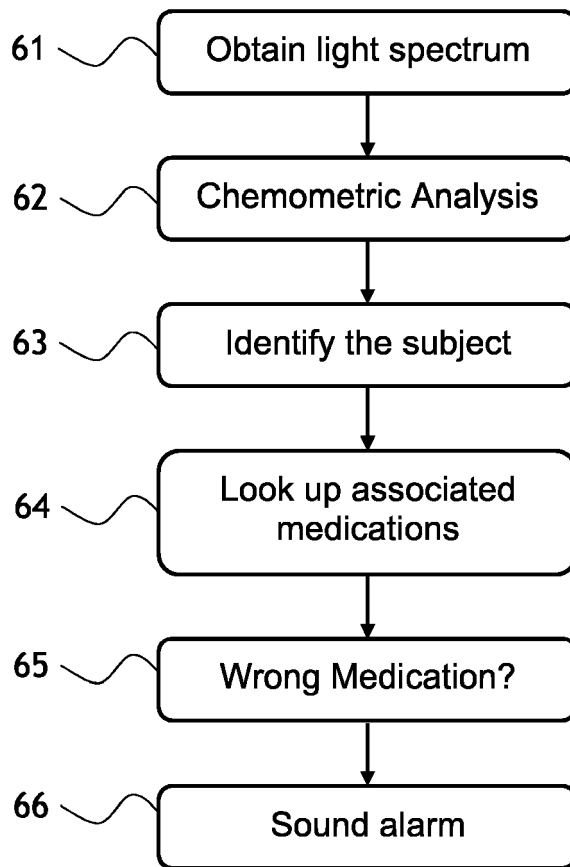 61 Obtain light spectrum
62 Chemometric Analysis
63 Identify the subject
64 Look up associated
medications
65 Wrong Medication?
66 Sound alarm